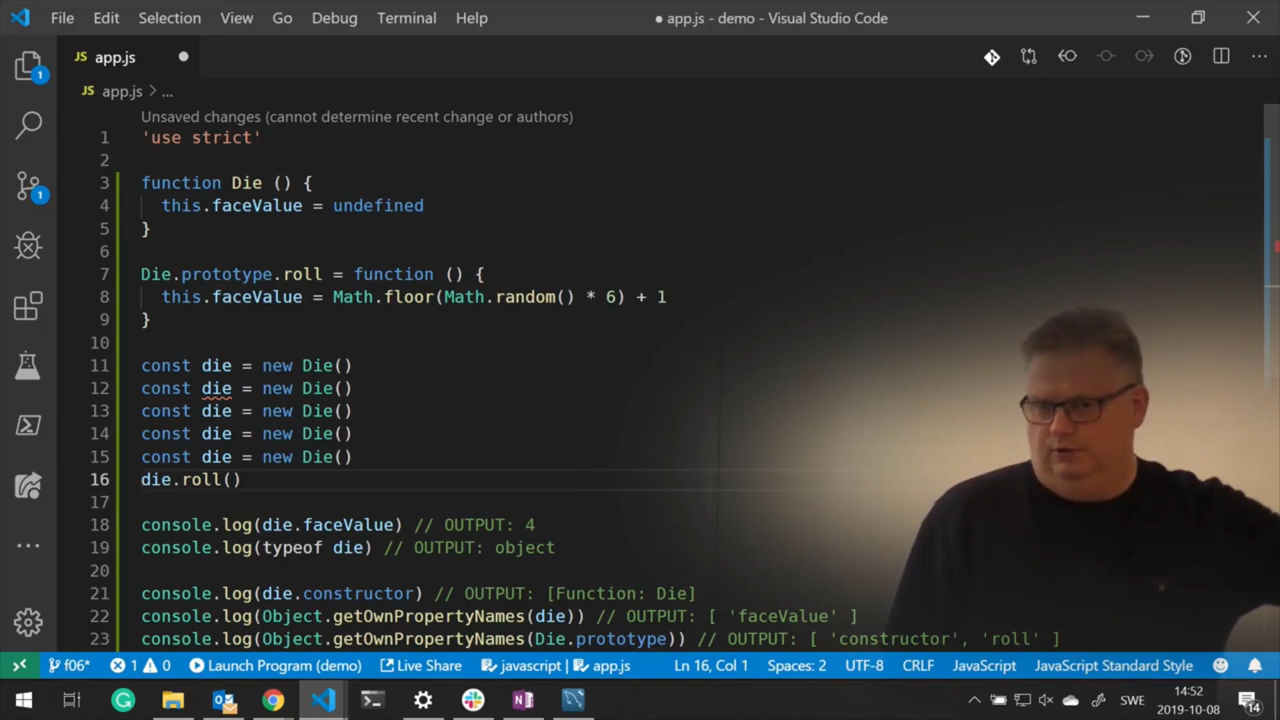 File Edit Selection View Go Debug Terminal Help
● app.js - demo - Visual Studio Code
JS app.js ●
JS app.js > ...
Unsaved changes (cannot determine recent change or authors)
1 'use strict'
2
3 function Die () {
4 this.faceValue = undefined
5 }
6
7 Die.prototype.roll = function () {
8 this.faceValue = Math.floor(Math.random() * 6) + 1
9 }
10
11 const die = new Die()
12 const die = new Die()
13 const die = new Die()
14 const die = new Die()
15 const die = new Die()
16 die.roll()
17
18 console.log(die.faceValue) // OUTPUT: 4
19 console.log(typeof die) // OUTPUT: object
20
21 console.log(die.constructor) // OUTPUT: [Function: Die]
22 console.log(Object.getOwnPropertyNames(die)) // OUTPUT: [ 'faceValue' ]
23 console.log(Object.getOwnPropertyNames(Die.prototype)) // OUTPUT: [ 'constructor', 'roll' ]
1
1
f06* 1 0 Launch Program (demo) Live Share javascript | app.js Ln 16, Col 1 Spaces: 2 UTF-8 CRLF JavaScript JavaScript Standard Style
SWE
14:52
2019-10-08
14